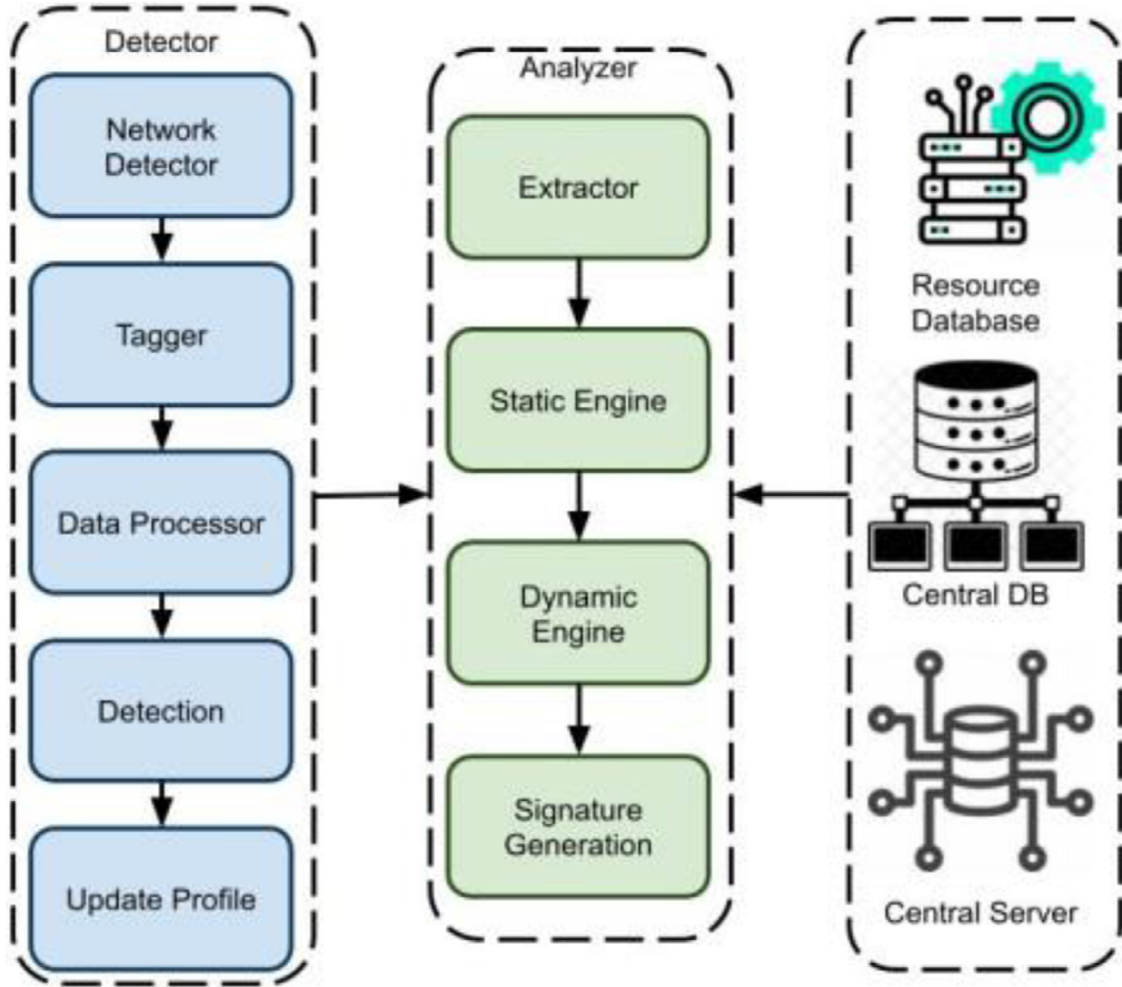 Detector
Network
Detector
Tagger
Data Processor
Detection
Update Profile
Analyzer
Extractor
Static Engine
Dynamic
Engine
Signature
Generation
Resource
Database
Central DB
Central Server